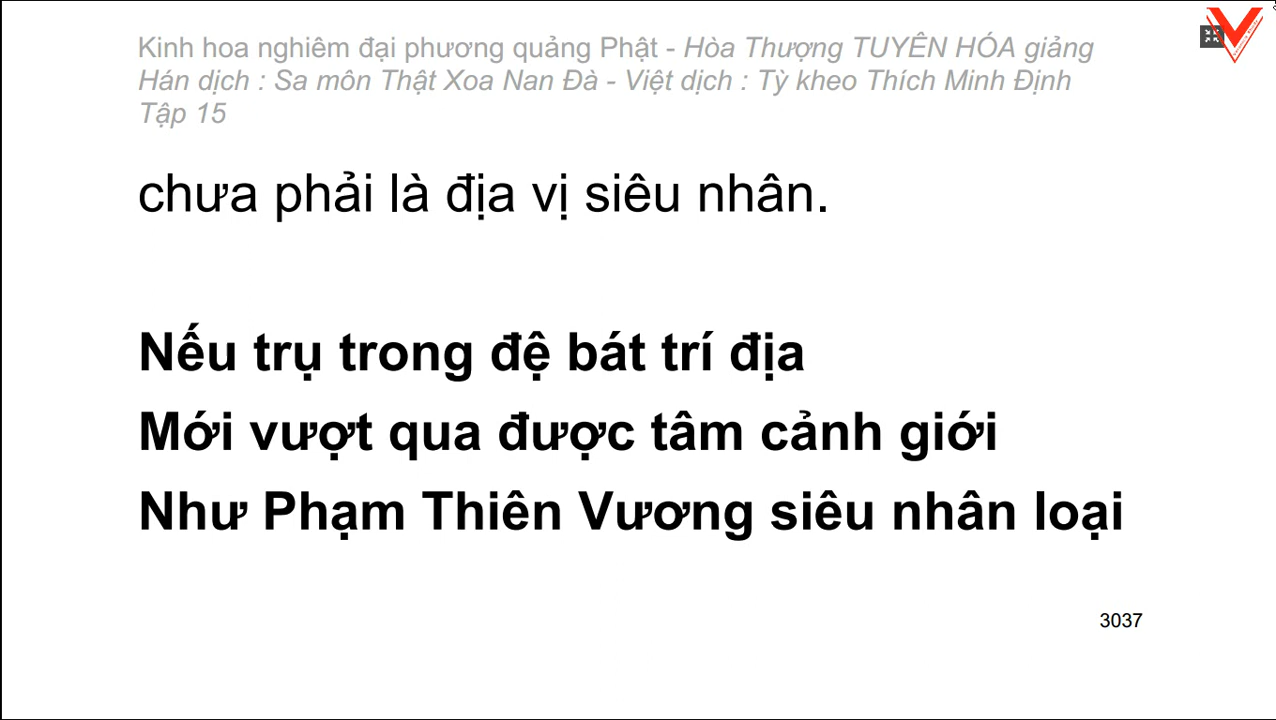 Kinh hoa nghiêm đại phương quảng Phật - Hòa Thượng TUYÊN HÓA giảng
Hán dịch : Sa môn Thật Xoa Nan Đà - Việt dịch : Tỳ kheo Thích Minh Định
Tập 15
chưa phải là địa vị siêu nhân.
Nếu trụ trong đệ bát trí địa
Mới vượt qua được tâm cảnh giới
Như Phạm Thiên Vương siêu nhân loại
3037